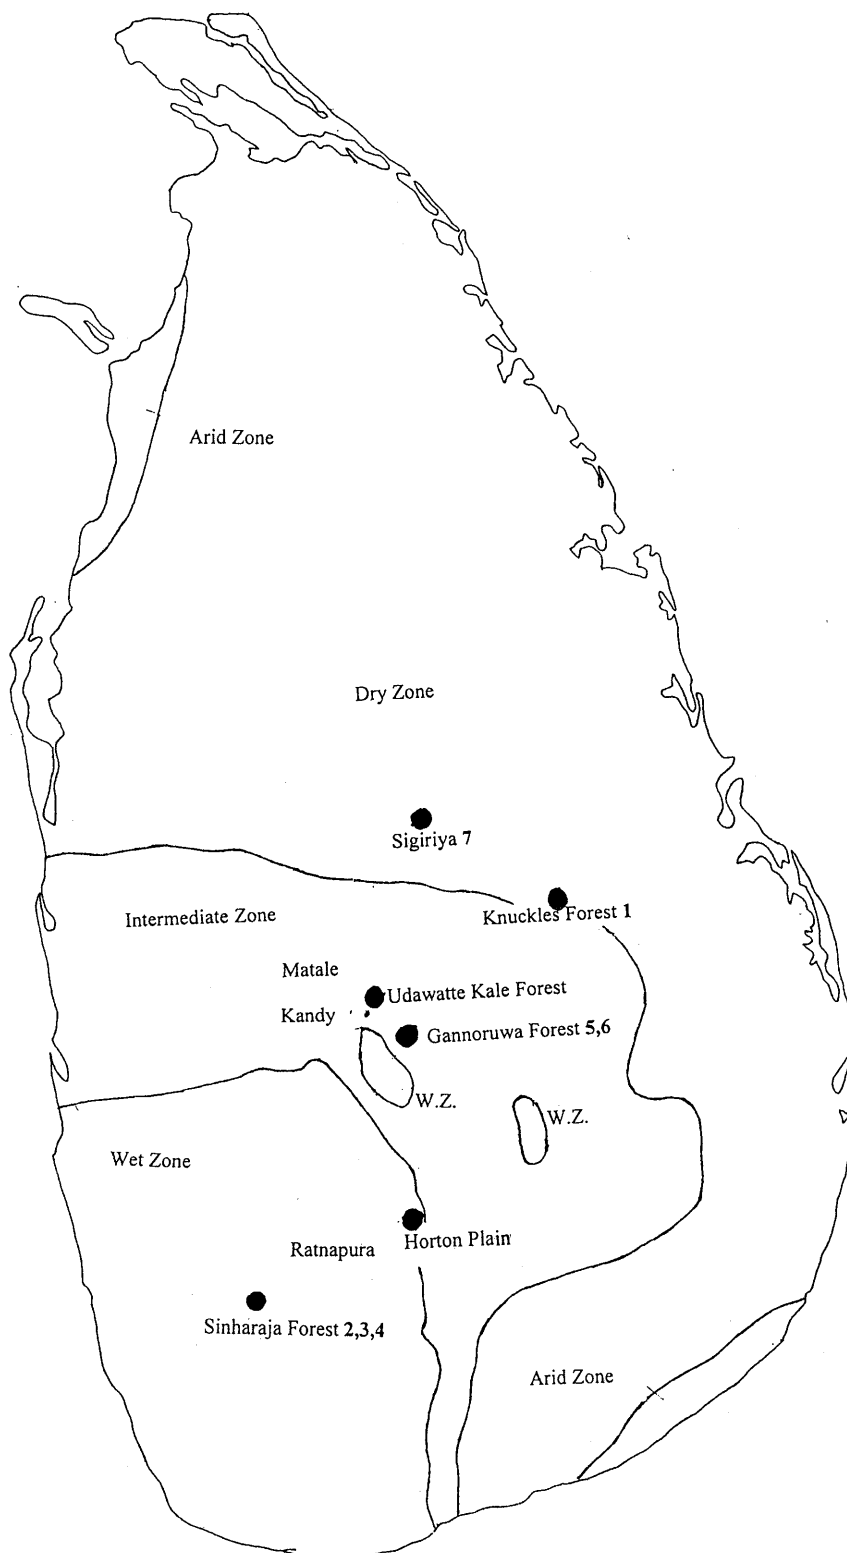 Arid Zone
Dry Zone
Sigiriya 7
Intermediate Zone
Knuckles Forest 1
Matale
Udawatte Kale Forest
Kandy
Gannoruwa Forest 5,6
W.Z.
W.Z.
Wet Zone
Ratnapura
Horton Plain
Sinharaja Forest 2,3,4
Arid Zone